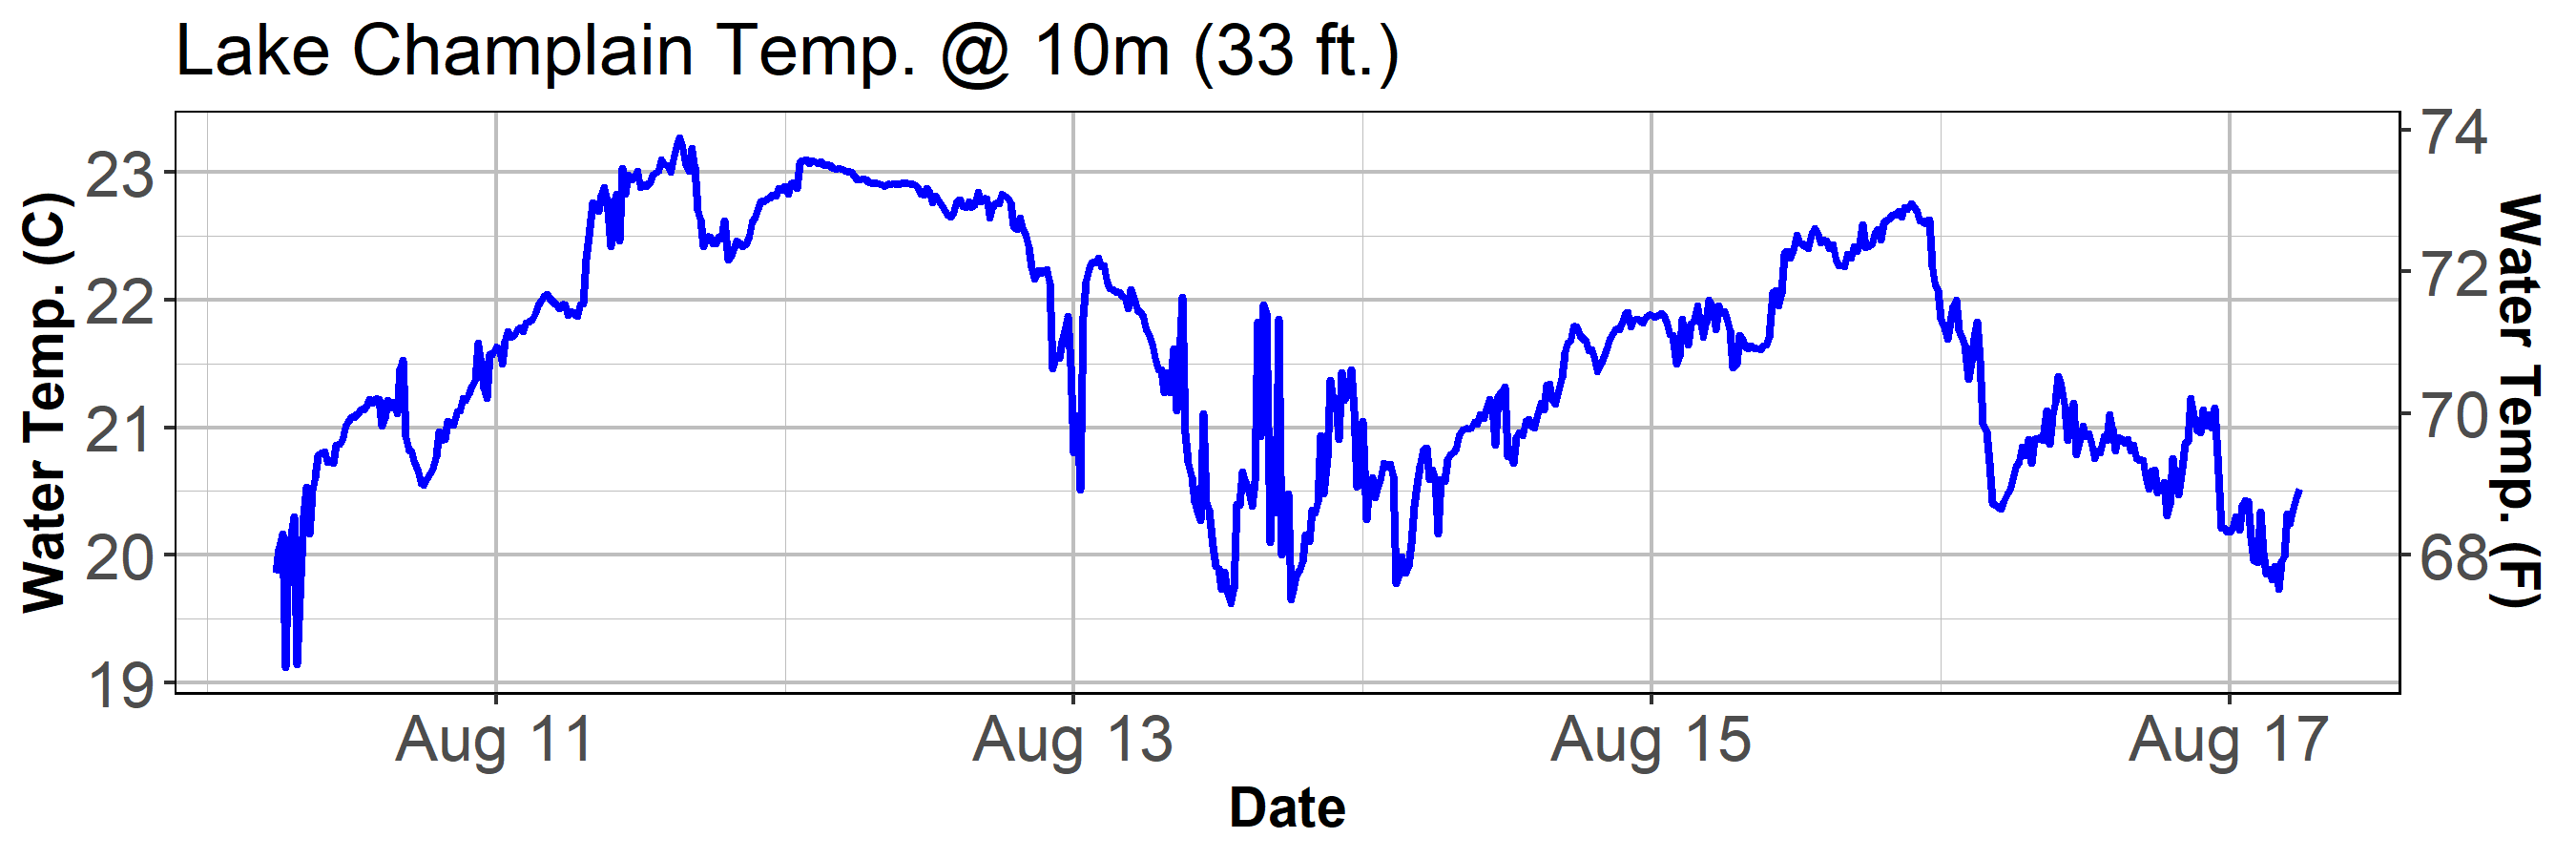 Lake Champlain Temp. @ 10m (33 ft.)
Water Temp. (C)
23
22
21
20
19
74
72
70
68
Water Temp. (F)
Aug 11
Aug 13
Aug 15
Aug 17
Date